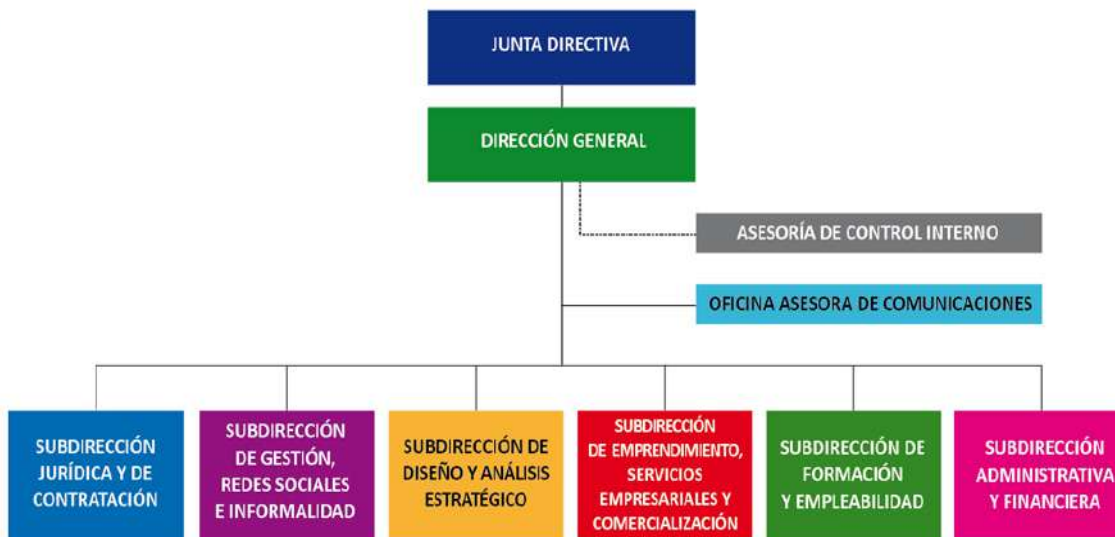 JUNTA DIRECTIVA
DIRECCIÓN GENERAL
ASESORÍA DE CONTROL INTERNO
OFICINA ASESORA DE COMUNICACIONES
SUBDIRECCIÓN
JURÍDICA Y DE
CONTRATACIÓN
SUBDIRECCIÓN
DE GESTIÓN,
REDES SOCIALES
E INFORMALIDAD
SUBDIRECCIÓN DE
DISEÑO Y ANÁLISIS
ESTRATÉGICO
SUBDIRECCIÓN
DE EMPRENDIMIENTO,
SERVICIOS
EMPRESARIALES Y
COMERCIALIZACIÓN
SUBDIRECCIÓN DE
FORMACIÓN
Y EMPLEABILIDAD
SUBDIRECCIÓN
ADMINISTRATIVA
Y FINANCIERA